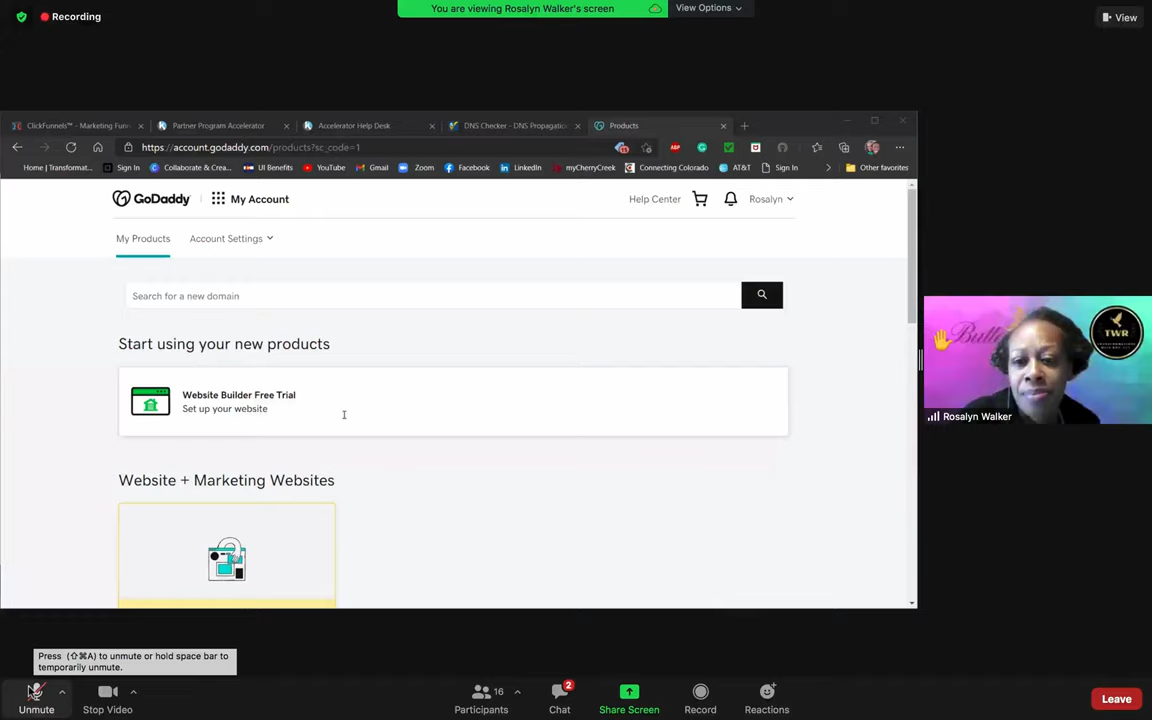 Recording
You are viewing Rosalyn Walker's screen
View Options
View
ClickFunnels™ - Marketing Funn
Partner Program Accelerator
Accelerator Help Desk
DNS Checker - DNS Propagatio
Products
https://account.godaddy.com/products?sc_code=1
Home | Transformat...
Sign In
Collaborate & Crea...
UI Benefits
YouTube
Gmail
Zoom
Facebook
LinkedIn
myCherryCreek
Connecting Colorado
AT&T
Sign In
Other favorites
GoDaddy
My Account
Help Center
Rosalyn
My Products
Account Settings
Search for a new domain
Start using your new products
Website Builder Free Trial
Set up your website
Website + Marketing Websites
TWR
Rosalyn Walker
Press (⇧⌘A) to unmute or hold space bar to
temporarily unmute.
Unmute
Stop Video
16
Participants
2
Chat
Share Screen
Record
Reactions
Leave